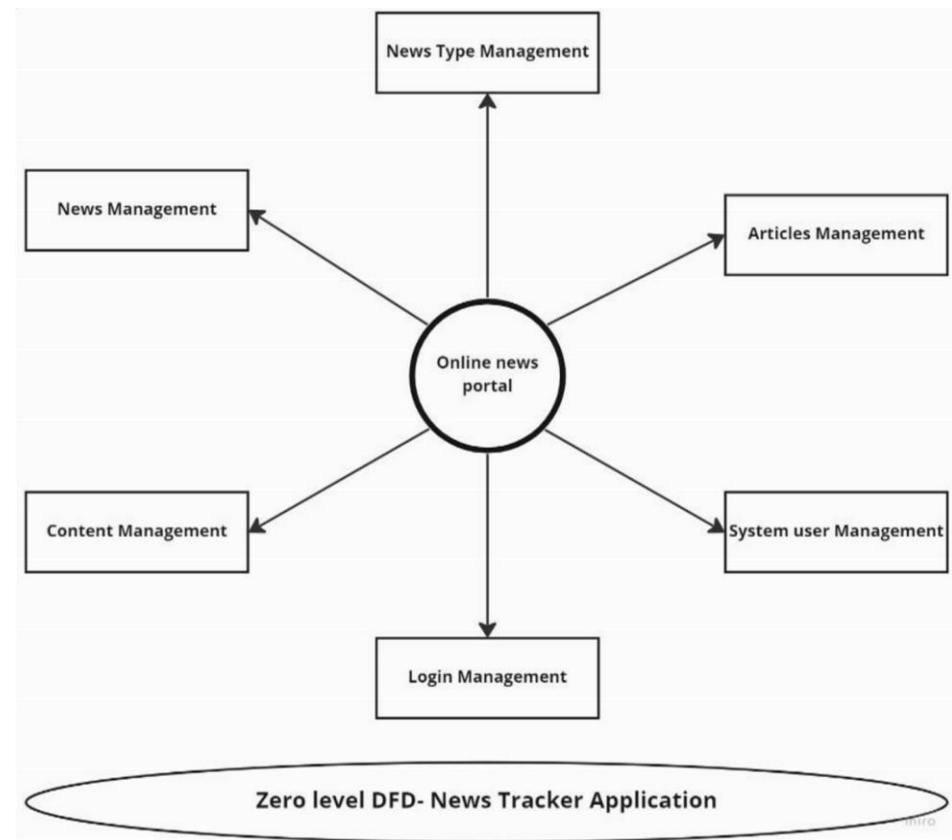 News Type Management
News Management
Articles Management
Online news
portal
Content Management
System user Management
Login Management
Zero level DFD- News Tracker Application
miro